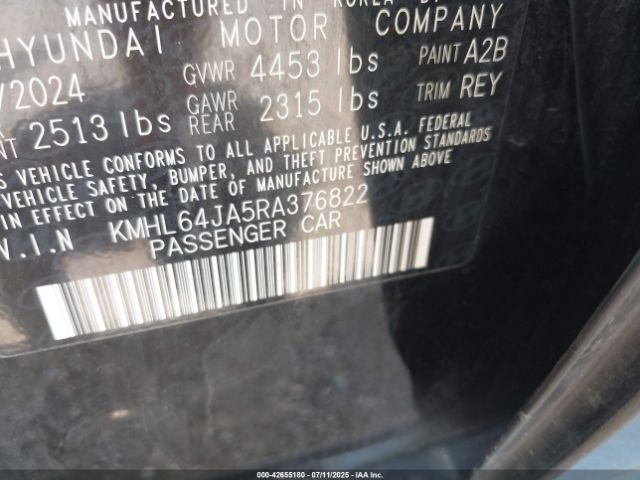 MANUFACTURED IN KOREA BY
HYUNDAI MOTOR COMPANY
/2024 GVWR 4453 lbs PAINT A2B
2513 lbs GAWR REAR 2315 lbs TRIM REY
VEHICLE CONFORMS TO ALL APPLICABLE U.S.A. FEDERAL
VEHICLE SAFETY, BUMPER, AND THEFT PREVENTION STANDARDS
IN EFFECT ON THE DATE OF MANUFACTURE SHOWN ABOVE
V.I.N KMHL64JA5RA376822
PASSENGER CAR
000-42655180 - 07/11/2025 - IAA Inc.